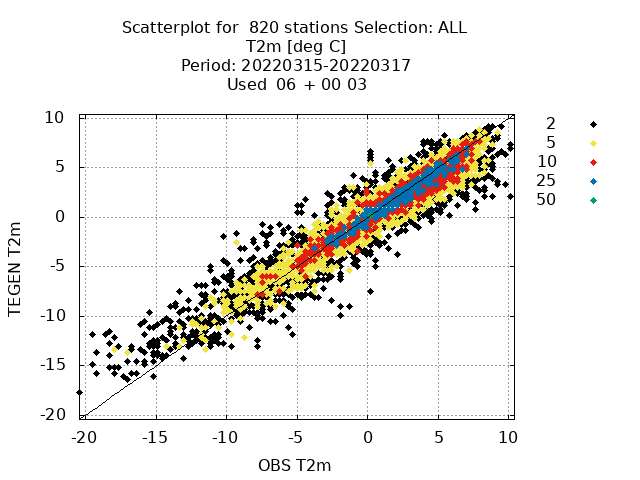 Scatterplot for 820 stations Selection: ALL
T2m [deg C]
Period: 20220315-20220317
Used 06 + 00 03
10
5
0
-5
-10
-15
-20
TEGEN T2m
-20 -15 -10 -5 0 5 10
OBS T2m
2
5
10
25
50